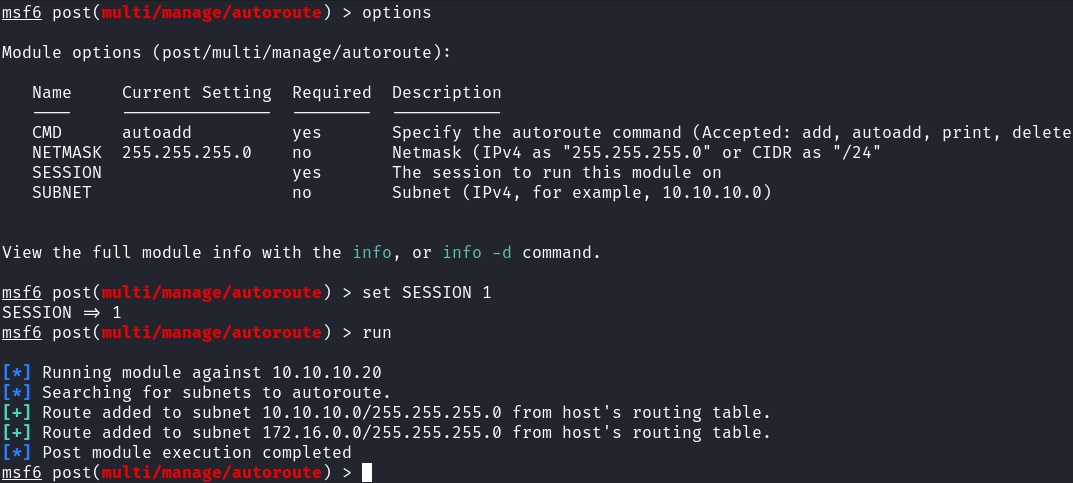 msf6 post(multi/manage/autoroute) > options
Module options (post/multi/manage/autoroute):
Name Current Setting Required Description
---- --------------- -------- -----------
CMD autoadd yes Specify the autoroute command (Accepted: add, autoadd, print, delete
NETMASK 255.255.255.0 no Netmask (IPv4 as "255.255.255.0" or CIDR as "/24"
SESSION yes The session to run this module on
SUBNET no Subnet (IPv4, for example, 10.10.10.0)
View the full module info with the info, or info -d command.
msf6 post(multi/manage/autoroute) > set SESSION 1
SESSION => 1
msf6 post(multi/manage/autoroute) > run
[*] Running module against 10.10.10.20
[*] Searching for subnets to autoroute.
[+] Route added to subnet 10.10.10.0/255.255.255.0 from host's routing table.
[+] Route added to subnet 172.16.0.0/255.255.255.0 from host's routing table.
[*] Post module execution completed
msf6 post(multi/manage/autoroute) >